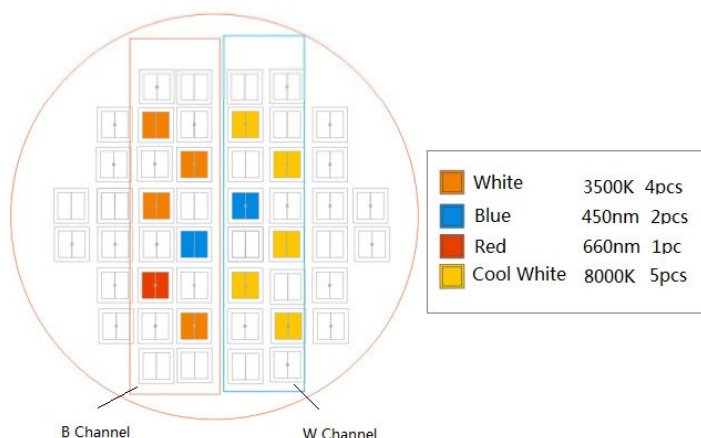 White 3500K 4pcs
Blue 450nm 2pcs
Red 660nm 1pc
Cool White 8000K 5pcs
B Channel
W Channel